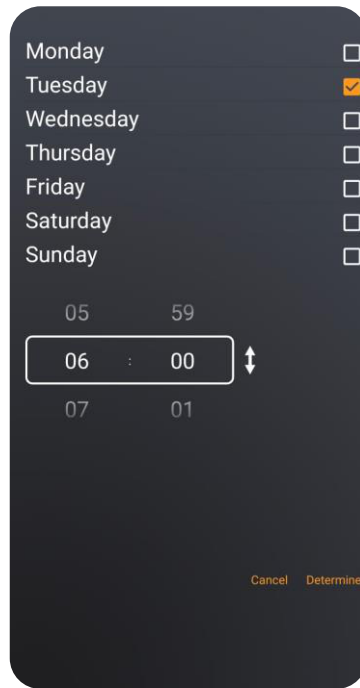 Monday
Tuesday
Wednesday
Thursday
Friday
Saturday
Sunday
05 59
06 : 00
07 01
Cancel Determine